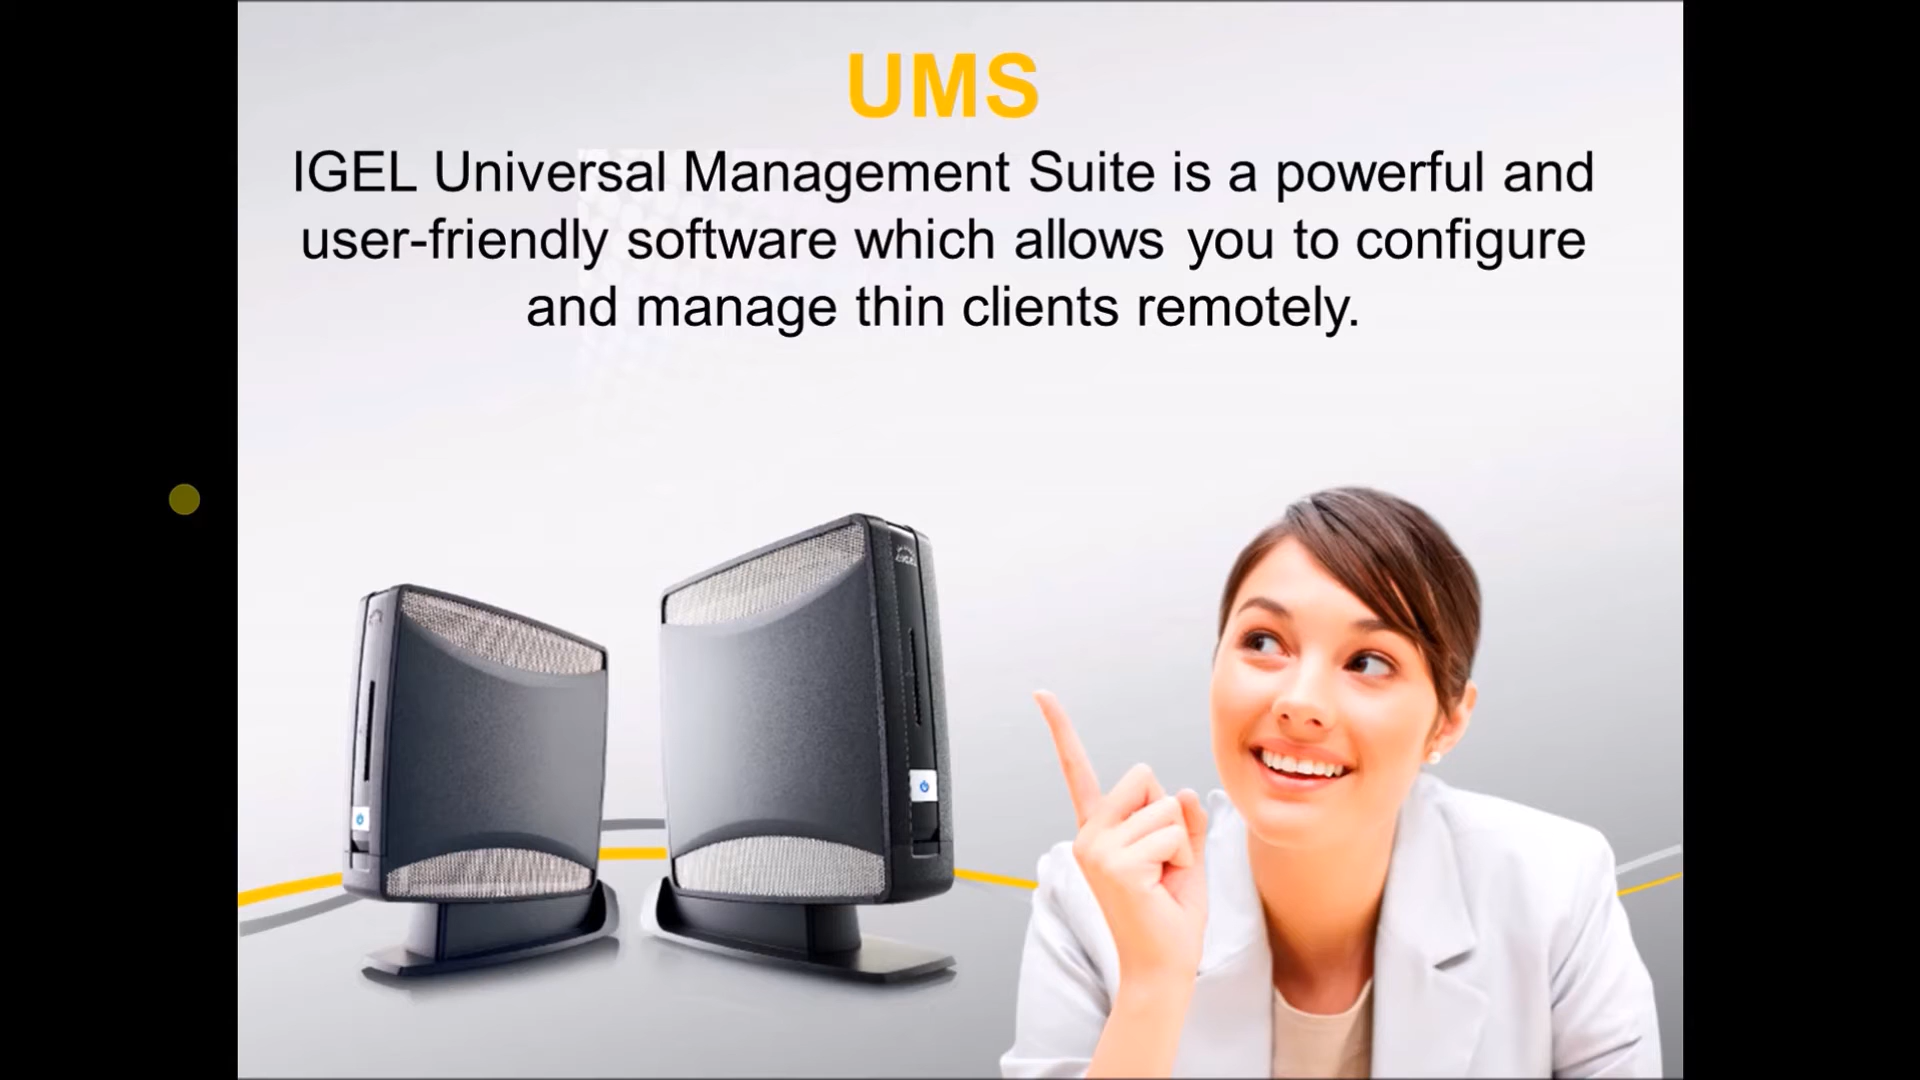 UMS
IGEL Universal Management Suite is a powerful and
user-friendly software which allows you to configure
and manage thin clients remotely.